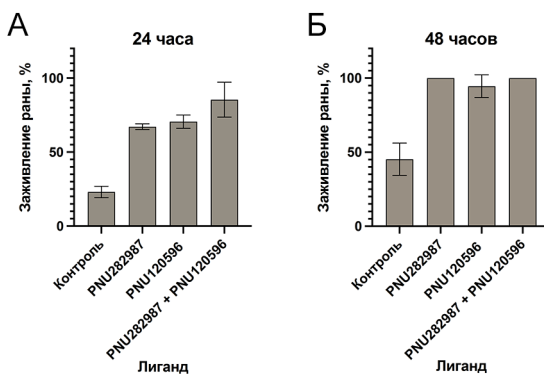 А
24 часа
Заживление раны, %
100
50
0
Контроль
PNU282987
PNU120596
PNU282987 + PNU120596
Лиганд
Б
48 часов
Заживление раны, %
100
50
0
Контроль
PNU282987
PNU120596
PNU282987 + PNU120596
Лиганд